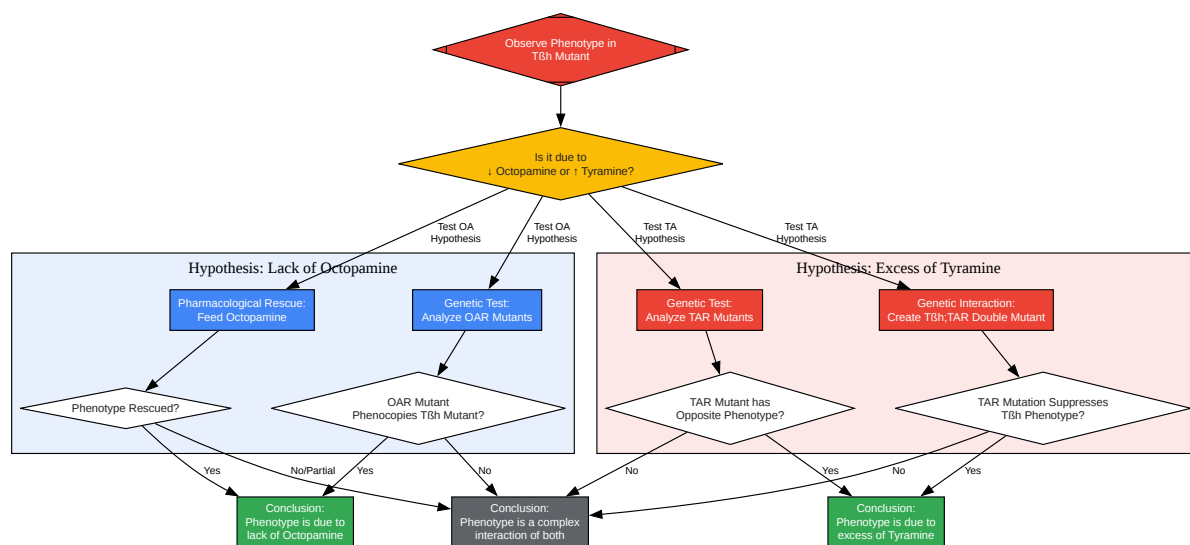 Observe Phenotype in
Tßh Mutant
Is it due to
↓ Octopamine or ↑ Tyramine?
Test OA
Hypothesis
Test OA
Hypothesis
Test TA
Hypothesis
Test TA
Hypothesis
Hypothesis: Lack of Octopamine
Hypothesis: Excess of Tyramine
Pharmacological Rescue:
Feed Octopamine
Genetic Test:
Analyze OAR Mutants
Genetic Test:
Analyze TAR Mutants
Genetic Interaction:
Create Tßh;TAR Double Mutant
Phenotype Rescued?
OAR Mutant
Phenocopies Tßh Mutant?
TAR Mutant has
Opposite Phenotype?
TAR Mutation Suppresses
Tßh Phenotype?
Yes
No/Partial
Yes
No
No
Yes
No
Yes
Conclusion:
Phenotype is due to
lack of Octopamine
Conclusion:
Phenotype is a complex
interaction of both
Conclusion:
Phenotype is due to
excess of Tyramine